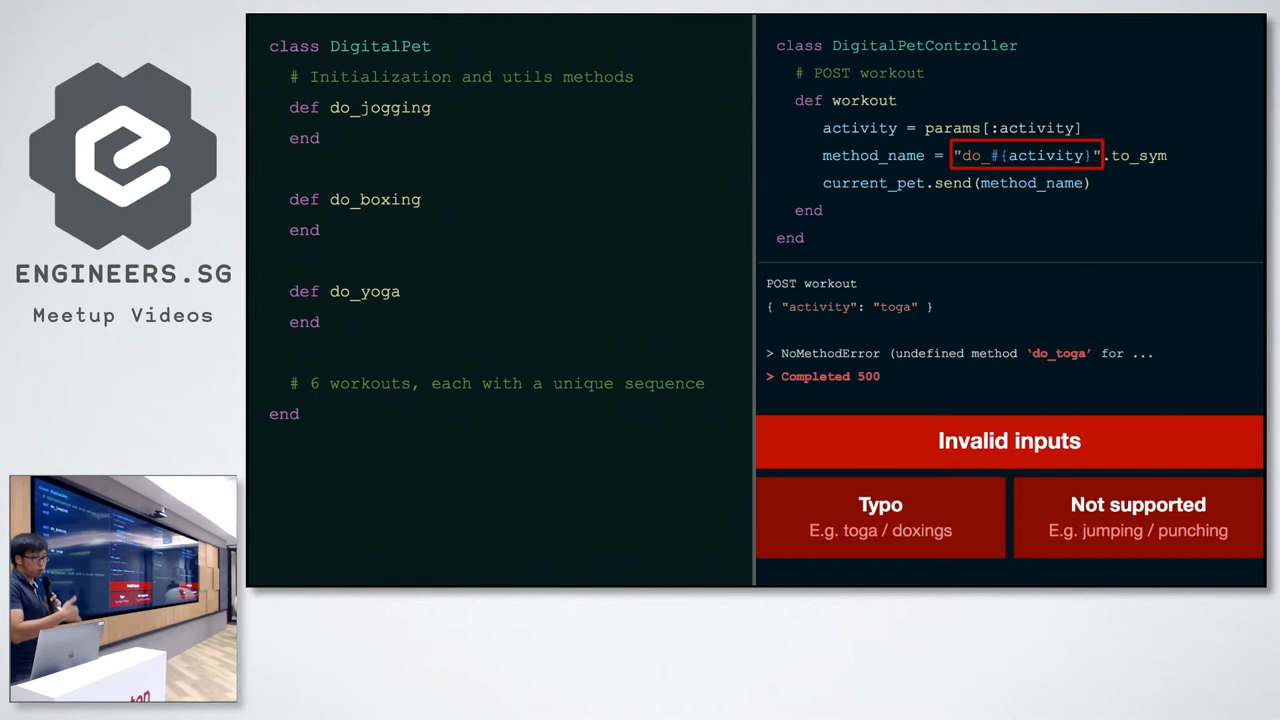 ENGINEERS.SG
Meetup Videos
class DigitalPet
# Initialization and utils methods
def do_jogging
end
def do_boxing
end
def do_yoga
end
# 6 workouts, each with a unique sequence
end
class DigitalPetController
# POST workout
def workout
activity = params[:activity]
method_name = "do_#{activity}".to_sym
current_pet.send(method_name)
end
end
POST workout
{ "activity": "toga" }
> NoMethodError (undefined method ‘do_toga’ for ...
> Completed 500
Invalid inputs
Typo
E.g. toga / doxings
Not supported
E.g. jumping / punching